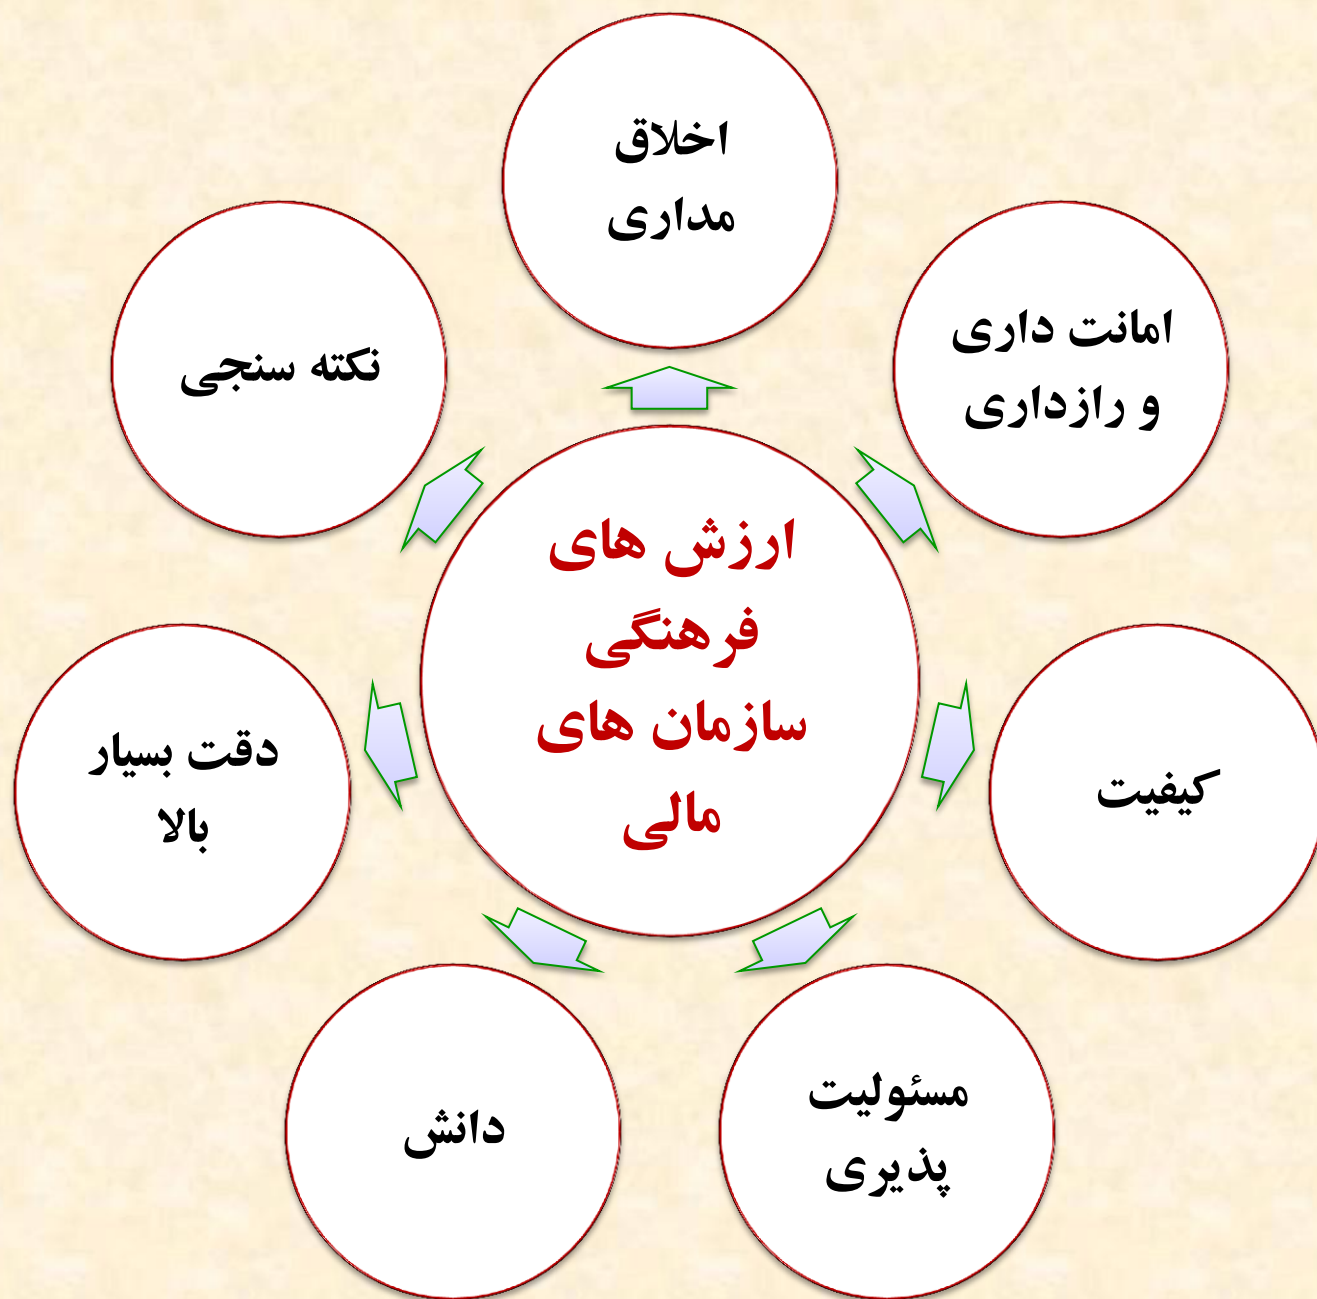 اخلاق
مداری
امانت داری
و رازداری
کیفیت
مسئولیت
پذیری
دانش
دقت بسیار
بالا
نکته سنجی
ارزش های
فرهنگی
سازمان های
مالی